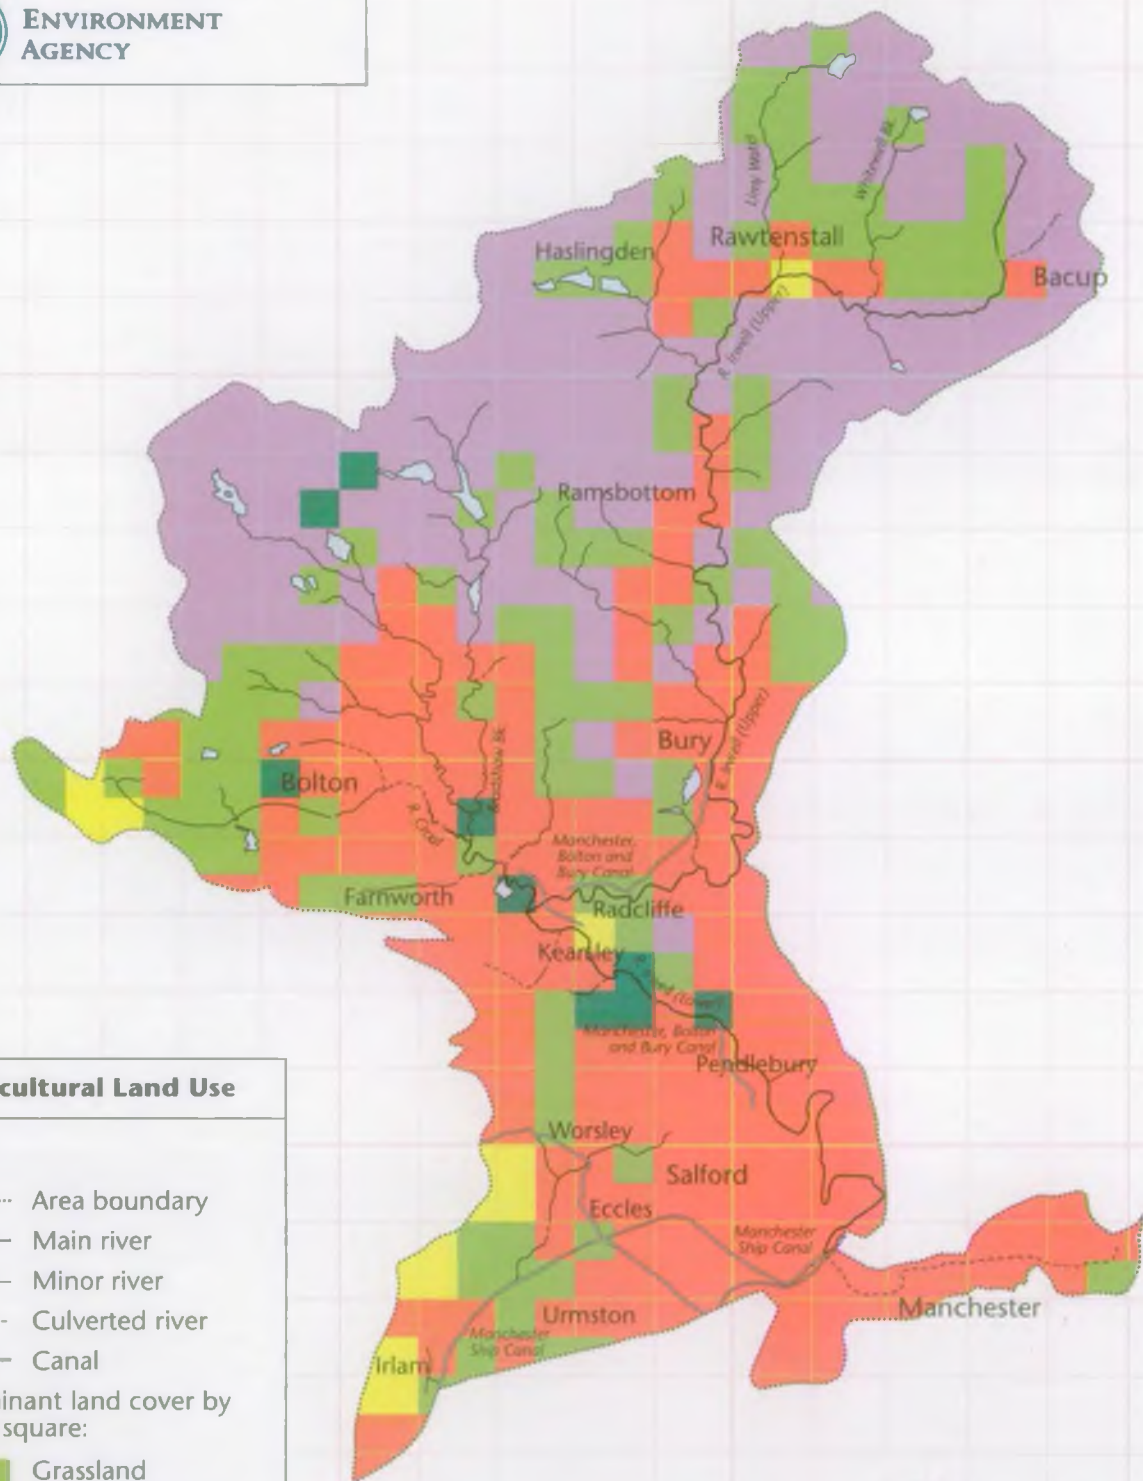 ENVIRONMENT
AGENCY
Limy Water
Whitewell Bk.
Haslingden
Rawtenstall
Bacup
R. Irwell (Upper)
Ramsbottom
Bury
R. Irwell (Upper)
Bolton
Bradshaw Bk.
R. Croal
Manchester,
Bolton and
Bury Canal
Farnworth
Radcliffe
Kearsley
(Lower)
Manchester, Bolton
and Bury Canal
Pendlebury
cultural Land Use
Worsley
Salford
Area boundary
Eccles
Main river
Manchester
Ship Canal
Minor river
Manchester
Culverted river
Urmston
Manchester
Ship Canal
Canal
Irlam
inant land cover by
square:
Grassland